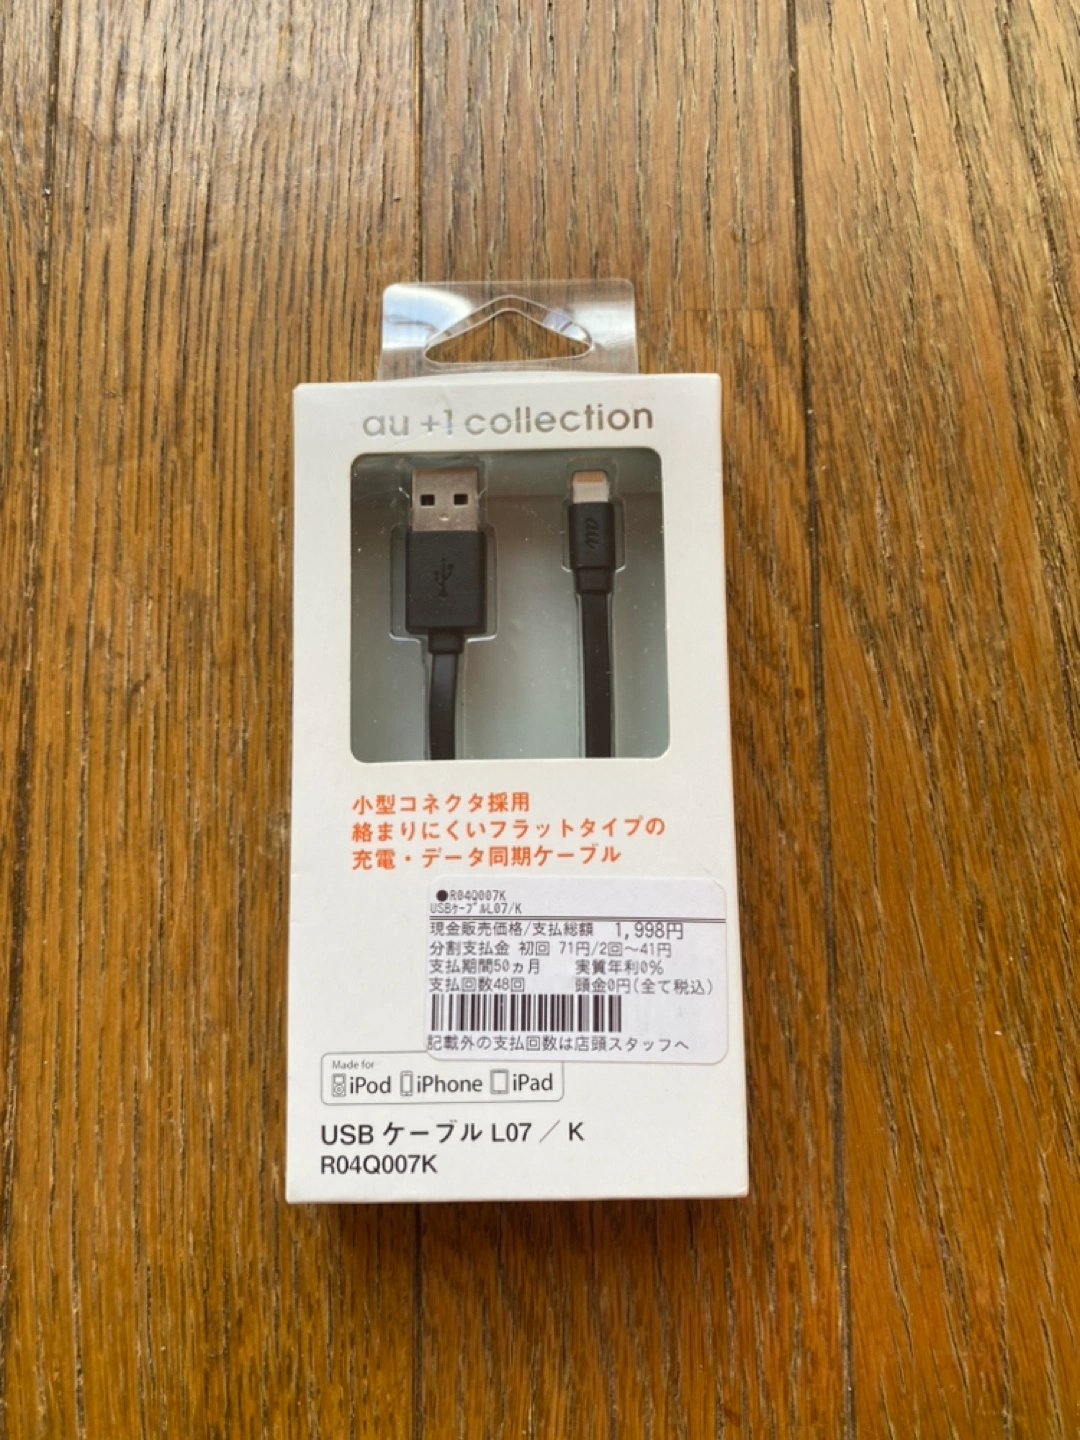 au +1 collection
au
小型コネクタ採用
絡まりにくいフラットタイプの
充電・データ同期ケーブル
●R04Q007K
USBｹｰﾌﾞﾙL07/K
現金販売価格/支払総額 1,998円
分割支払金 初回 71円/2回～41円
支払期間50ヵ月 実質年利0%
支払回数48回 頭金0円(全て税込)
記載外の支払回数は店頭スタッフへ
Made for
iPod iPhone iPad
USB ケーブル L07 ／ K
R04Q007K